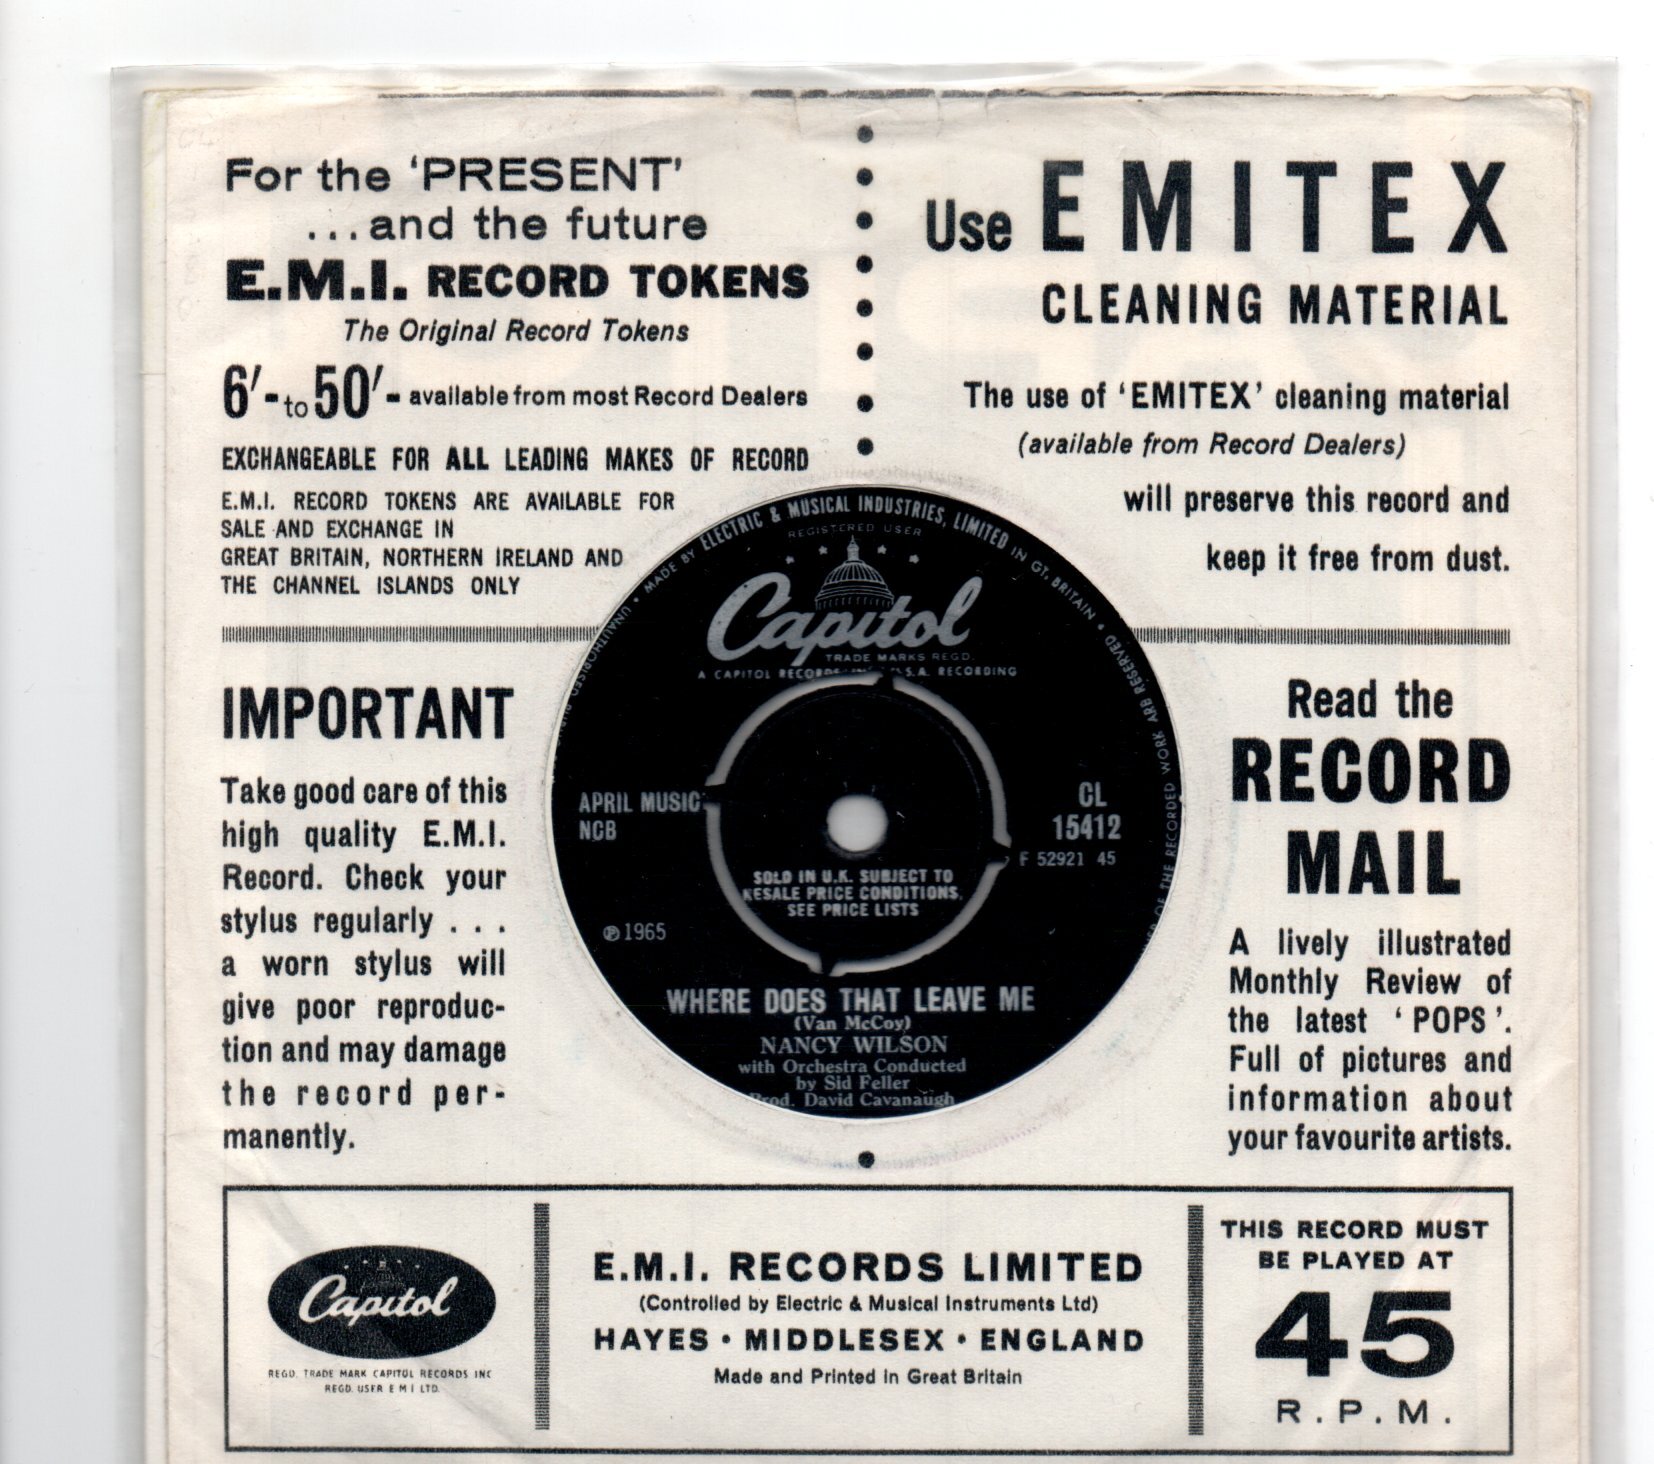 For the 'PRESENT'
...and the future
E.M.I. RECORD TOKENS
The Original Record Tokens
6/- to 50/- available from most Record Dealers
EXCHANGEABLE FOR ALL LEADING MAKES OF RECORD
E.M.I. RECORD TOKENS ARE AVAILABLE FOR
SALE AND EXCHANGE IN
GREAT BRITAIN, NORTHERN IRELAND AND
THE CHANNEL ISLANDS ONLY
Use EMITEX
CLEANING MATERIAL
The use of 'EMITEX' cleaning material
(available from Record Dealers)
will preserve this record and
keep it free from dust.
IMPORTANT
Take good care of this
high quality E.M.I.
Record. Check your
stylus regularly . . .
a worn stylus will
give poor reproduc-
tion and may damage
the record per-
manently.
MADE BY ELECTRIC & MUSICAL INDUSTRIES, LIMITED IN GT. BRITAIN •
RESERVED
OF THE RECORDED WORK ARE
UNAUTHORISED
REGISTERED USER
Capitol
TRADE MARKS REGD.
A CAPITOL RECORDS U.S.A. RECORDING
APRIL MUSIC
NCB
CL
15412
F 52921 45
SOLD IN U.K. SUBJECT TO
RESALE PRICE CONDITIONS,
SEE PRICE LISTS
℗ 1965
WHERE DOES THAT LEAVE ME
(Van McCoy)
NANCY WILSON
with Orchestra Conducted
by Sid Feller
Prod. David Cavanaugh
Read the
RECORD
MAIL
A lively illustrated
Monthly Review of
the latest 'POPS'.
Full of pictures and
information about
your favourite artists.
Capitol
REGD. TRADE MARK CAPITOL RECORDS INC
REGD. USER E M I LTD.
E.M.I. RECORDS LIMITED
(Controlled by Electric & Musical Instruments Ltd)
HAYES • MIDDLESEX • ENGLAND
Made and Printed in Great Britain
THIS RECORD MUST
BE PLAYED AT
45
R.P.M.